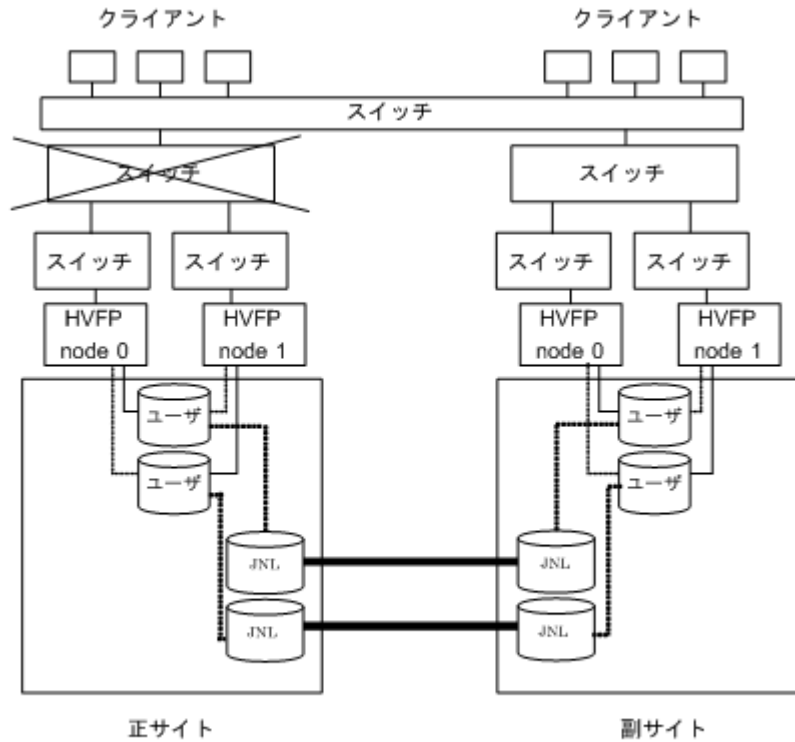 クライアント
クライアント
スイッチ
スイッチ
スイッチ
スイッチ
スイッチ
スイッチ
スイッチ
HVFP
node 0
HVFP
node 1
HVFP
node 0
HVFP
node 1
ユーザ
ユーザ
ユーザ
ユーザ
JNL
JNL
JNL
JNL
正サイト
副サイト